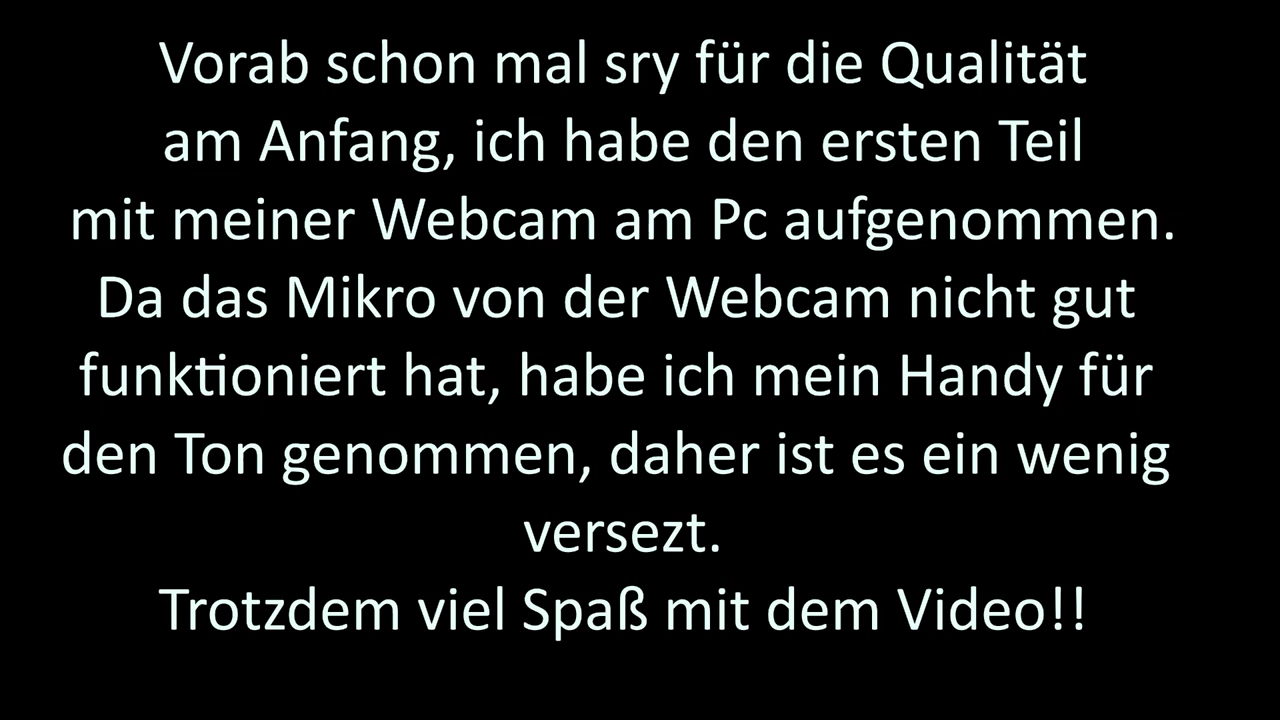 Vorab schon mal sry für die Qualität
am Anfang, ich habe den ersten Teil
mit meiner Webcam am Pc aufgenommen.
Da das Mikro von der Webcam nicht gut
funktioniert hat, habe ich mein Handy für
den Ton genommen, daher ist es ein wenig
versezt.
Trotzdem viel Spaß mit dem Video!!